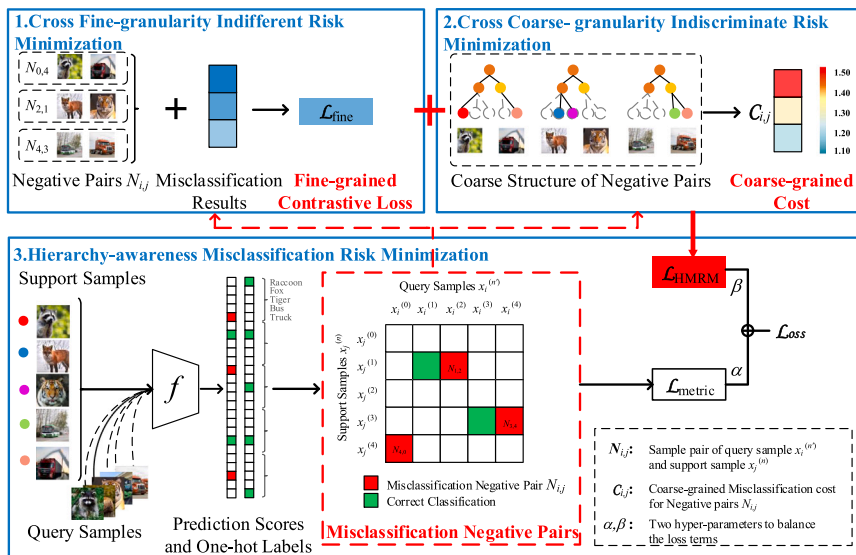 1.Cross Fine-granularity Indifferent Risk
Minimization
N0,4
N2,1
N4,3
ℒfine
Negative Pairs Ni,j
Misclassification
Results
Fine-grained
Contrastive Loss
2.Cross Coarse- granularity Indiscriminate Risk
Minimization
𝒞i,j
1.50
1.40
1.30
1.20
1.10
Coarse Structure of Negative Pairs
Coarse-grained
Cost
3.Hierarchy-awareness Misclassification Risk Minimization
Support Samples
Query Samples
f
Raccoon
Fox
Tiger
Bus
Truck
Prediction Scores
and One-hot Labels
Query Samples xi(n')
xi(0) xi(1) xi(2) xi(3) xi(4)
Support Samples xj(n)
xj(0)
xj(1)
xj(2)
xj(3)
xj(4)
Misclassification Negative Pair Ni,j
Correct Classification
Misclassification Negative Pairs
ℒHMRM
β
ℒoss
α
ℒmetric
Ni,j: Sample pair of query sample xi(n')
and support sample xj(n)
𝒞i,j: Coarse-grained Misclassification cost
for Negative pairs Ni,j
α,β: Two hyper-parameters to balance
the loss terms